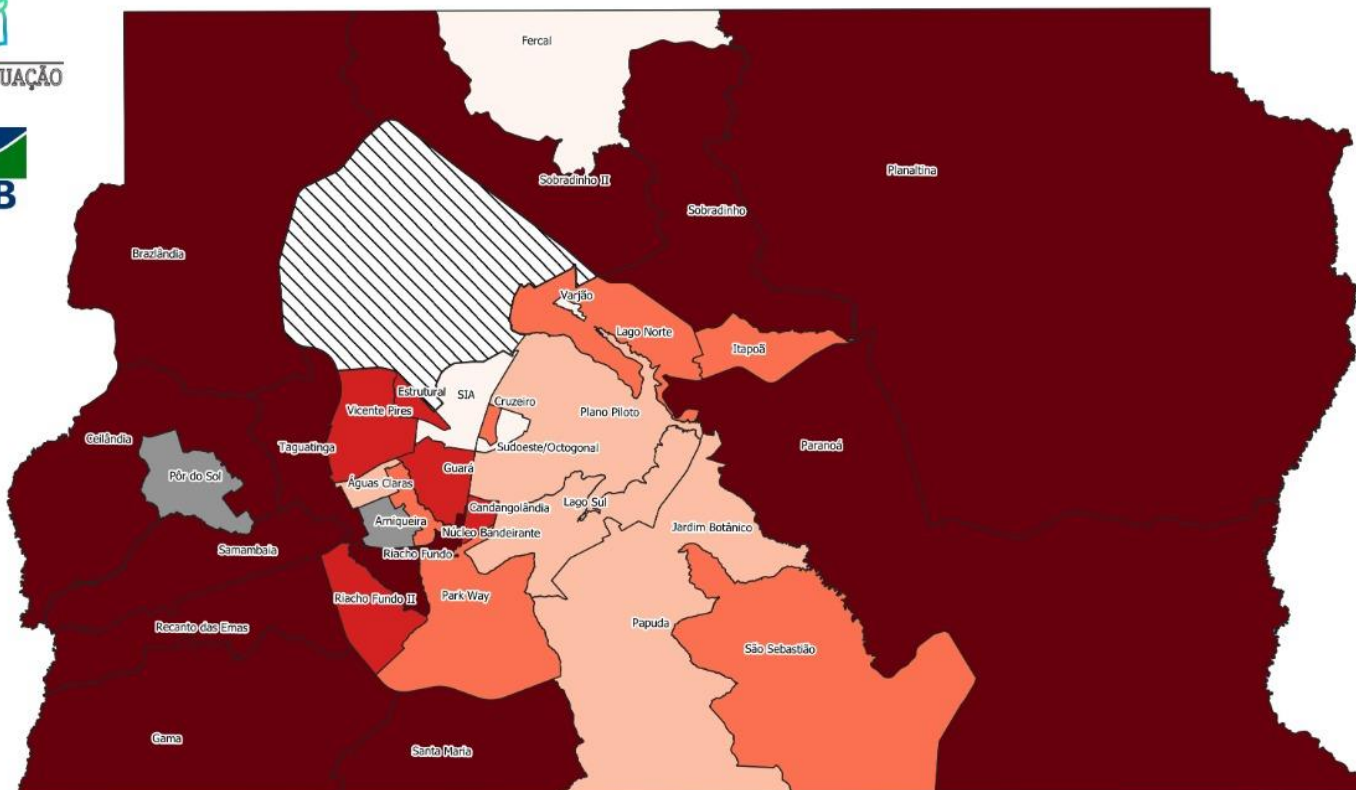 UAÇÃO
B
Fercal
Planaltina
Sobradinho II
Sobradinho
Brazlândia
Varjão
Lago Norte
Itapoã
Estrutural
SIA
Cruzeiro
Vicente Pires
Plano Piloto
Ceilândia
Taguatinga
Sudoeste/Octogonal
Paranoá
Guará
Pôr do Sol
Águas Claras
Lago Sul
Candangolândia
Arniqueira
Jardim Botânico
Núcleo Bandeirante
Samambaia
Riacho Fundo
Riacho Fundo II
Park Way
Recanto das Emas
Papuda
São Sebastião
Gama
Santa Maria